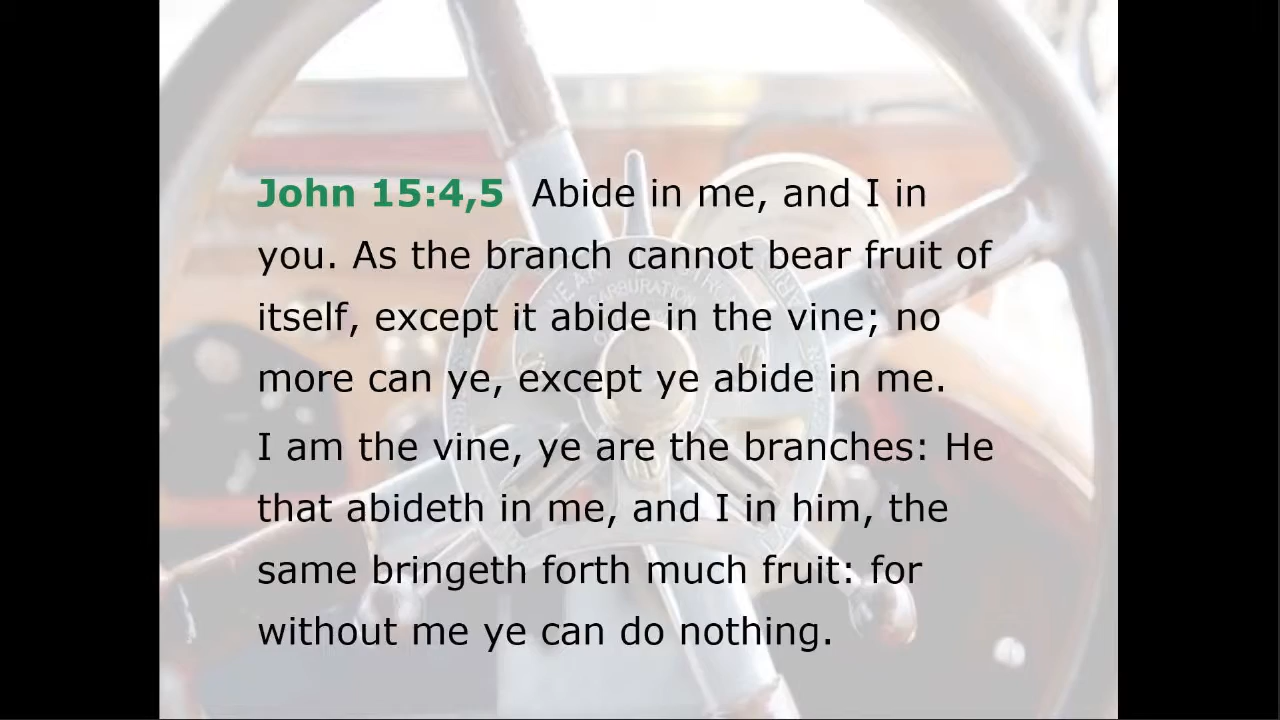 John 15:4,5 Abide in me, and I in
you. As the branch cannot bear fruit of
itself, except it abide in the vine; no
more can ye, except ye abide in me.
I am the vine, ye are the branches: He
that abideth in me, and I in him, the
same bringeth forth much fruit: for
without me ye can do nothing.
CARBURATION